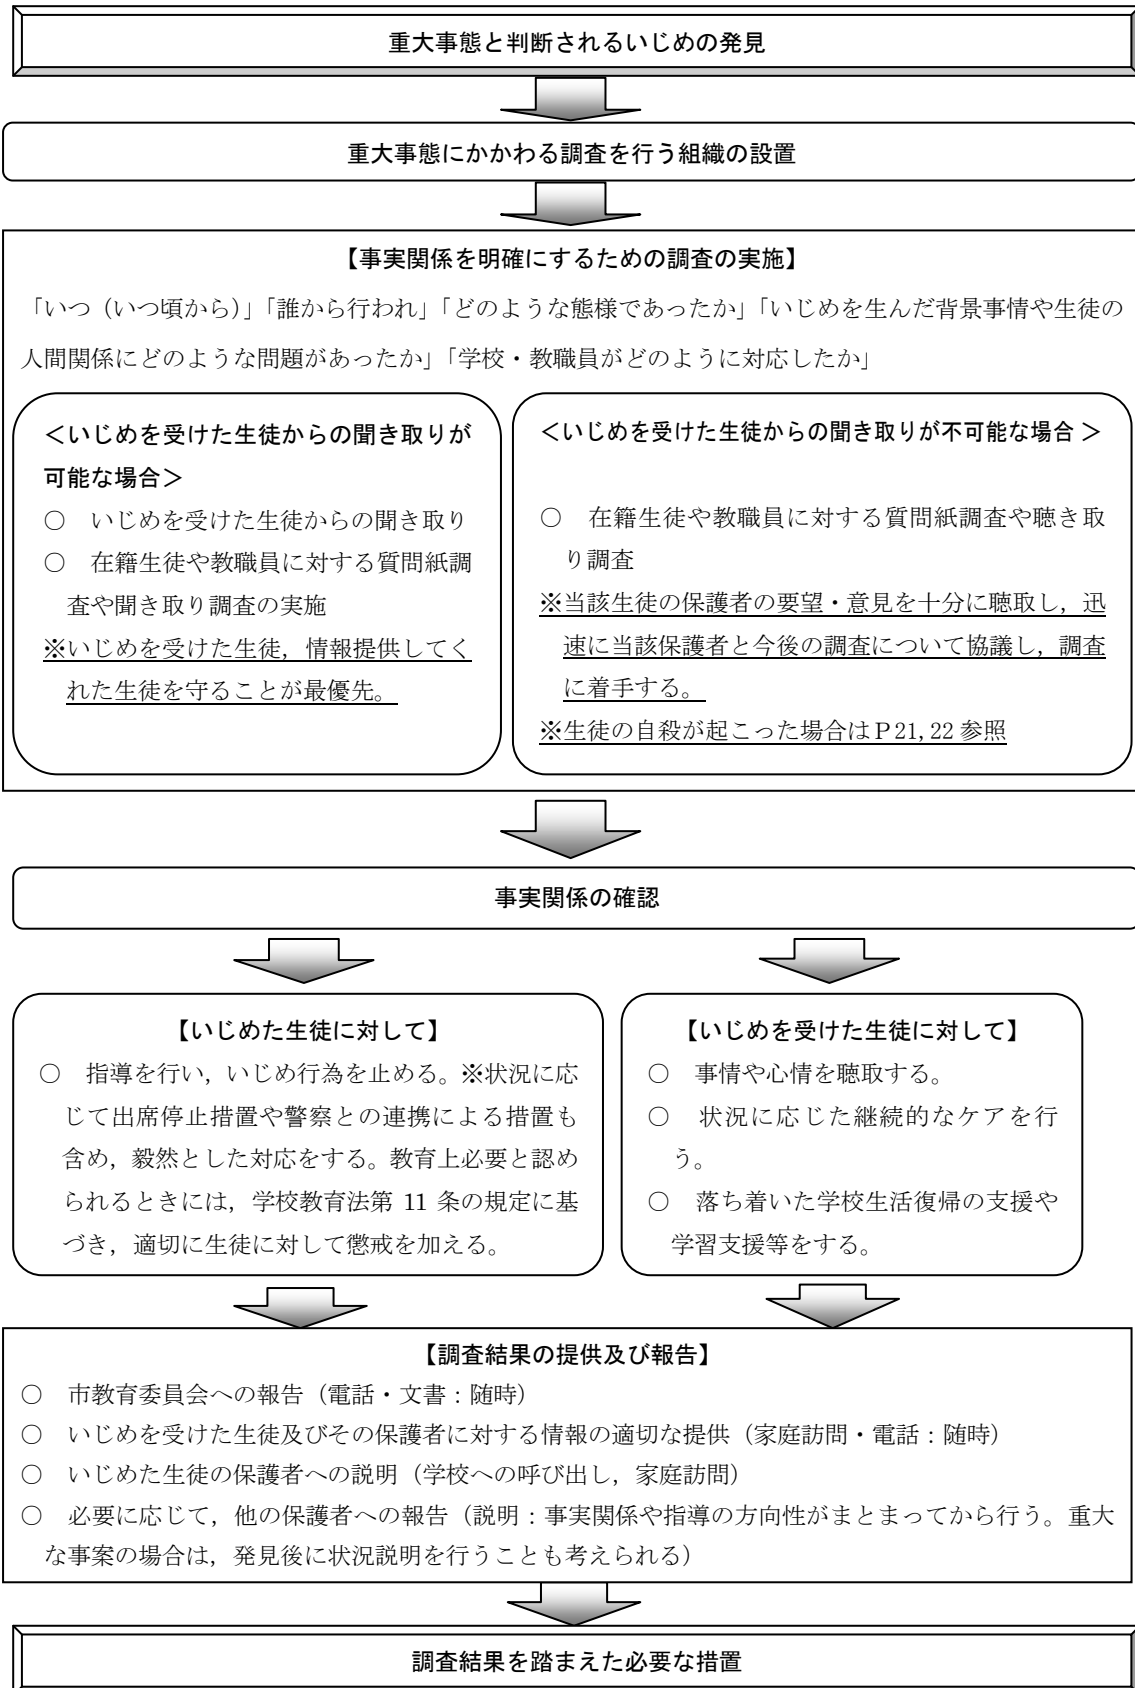 重大事態と判断されるいじめの発見
重大事態にかかわる調査を行う組織の設置
【事実関係を明確にするための調査の実施】
「いつ（いつ頃から）」「誰から行われ」「どのような態様であったか」「いじめを生んだ背景事情や生徒の
人間関係にどのような問題があったか」「学校・教職員がどのように対応したか」
＜いじめを受けた生徒からの聞き取りが
可能な場合＞
○　いじめを受けた生徒からの聞き取り
○　在籍生徒や教職員に対する質問紙調
査や聞き取り調査の実施
※いじめを受けた生徒，情報提供してく
れた生徒を守ることが最優先。
＜いじめを受けた生徒からの聞き取りが不可能な場合＞
○　在籍生徒や教職員に対する質問紙調査や聴き取
り調査
※当該生徒の保護者の要望・意見を十分に聴取し，迅
速に当該保護者と今後の調査について協議し，調査
に着手する。
※生徒の自殺が起こった場合はＰ21,22 参照
事実関係の確認
【いじめた生徒に対して】
○　指導を行い，いじめ行為を止める。※状況に応
じて出席停止措置や警察との連携による措置も
含め，毅然とした対応をする。教育上必要と認め
られるときには，学校教育法第 11 条の規定に基
づき，適切に生徒に対して懲戒を加える。
【いじめを受けた生徒に対して】
○　事情や心情を聴取する。
○　状況に応じた継続的なケアを行
う。
○　落ち着いた学校生活復帰の支援や
学習支援等をする。
【調査結果の提供及び報告】
○　市教育委員会への報告（電話・文書：随時）
○　いじめを受けた生徒及びその保護者に対する情報の適切な提供（家庭訪問・電話：随時）
○　いじめた生徒の保護者への説明（学校への呼び出し，家庭訪問）
○　必要に応じて，他の保護者への報告（説明：事実関係や指導の方向性がまとまってから行う。重大
な事案の場合は，発見後に状況説明を行うことも考えられる）
調査結果を踏まえた必要な措置